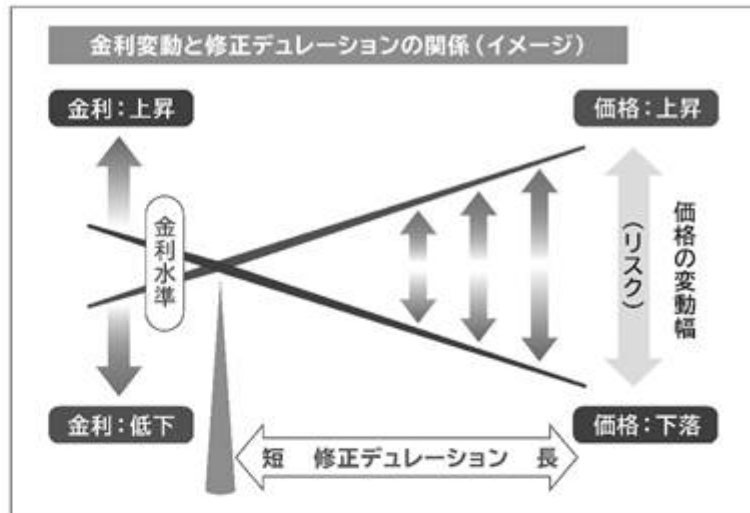 金利変動と修正デュレーションの関係(イメージ)
金利:上昇
価格:上昇
金利水準
(リスク)
価格の変動幅
金利:低下
価格:下落
短 修正デュレーション 長